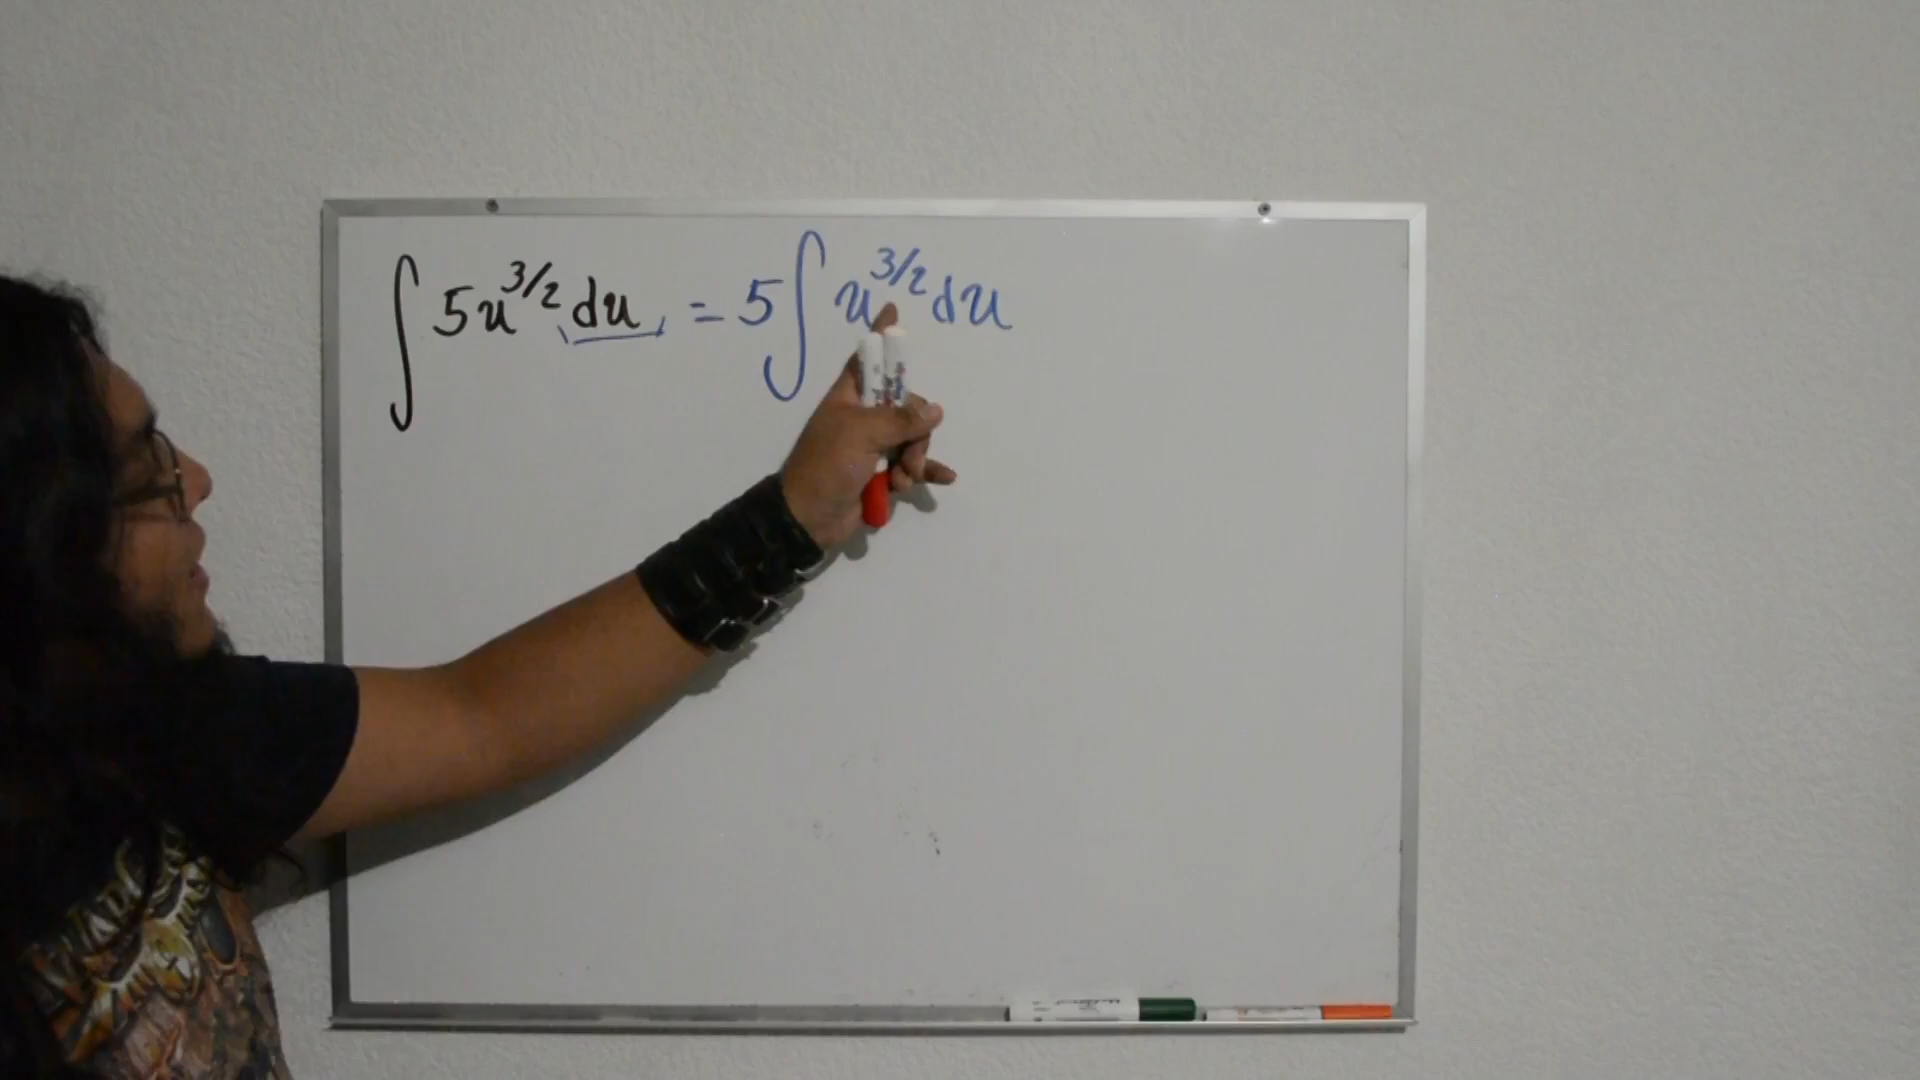 ∫ 5u^3/2 du = 5 ∫ u^3/2 du